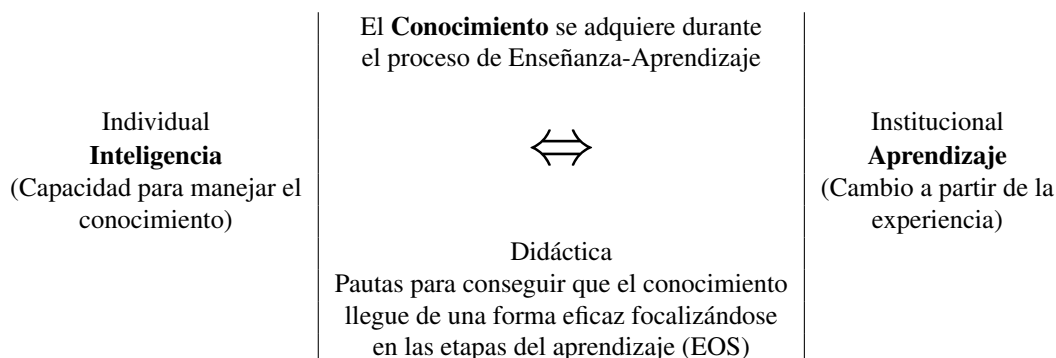 El Conocimiento se adquiere durante
el proceso de Enseñanza-Aprendizaje
Individual
Inteligencia
(Capacidad para manejar el
conocimiento)
⇔
Institucional
Aprendizaje
(Cambio a partir de la
experiencia)
Didáctica
Pautas para conseguir que el conocimiento
llegue de una forma eficaz focalizándose
en las etapas del aprendizaje (EOS)